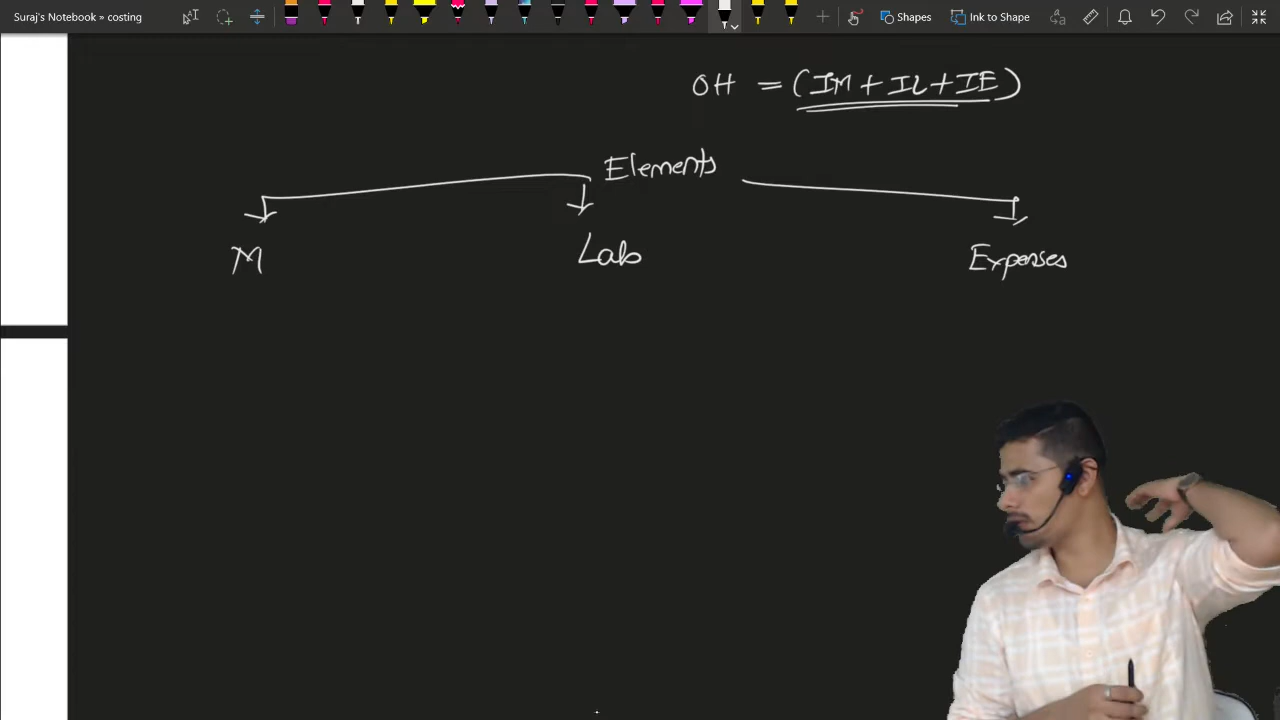 Suraj's Notebook » costing
Shapes
Ink to Shape
OH = (IM + IL + IE)
Elements
M Lab Expenses